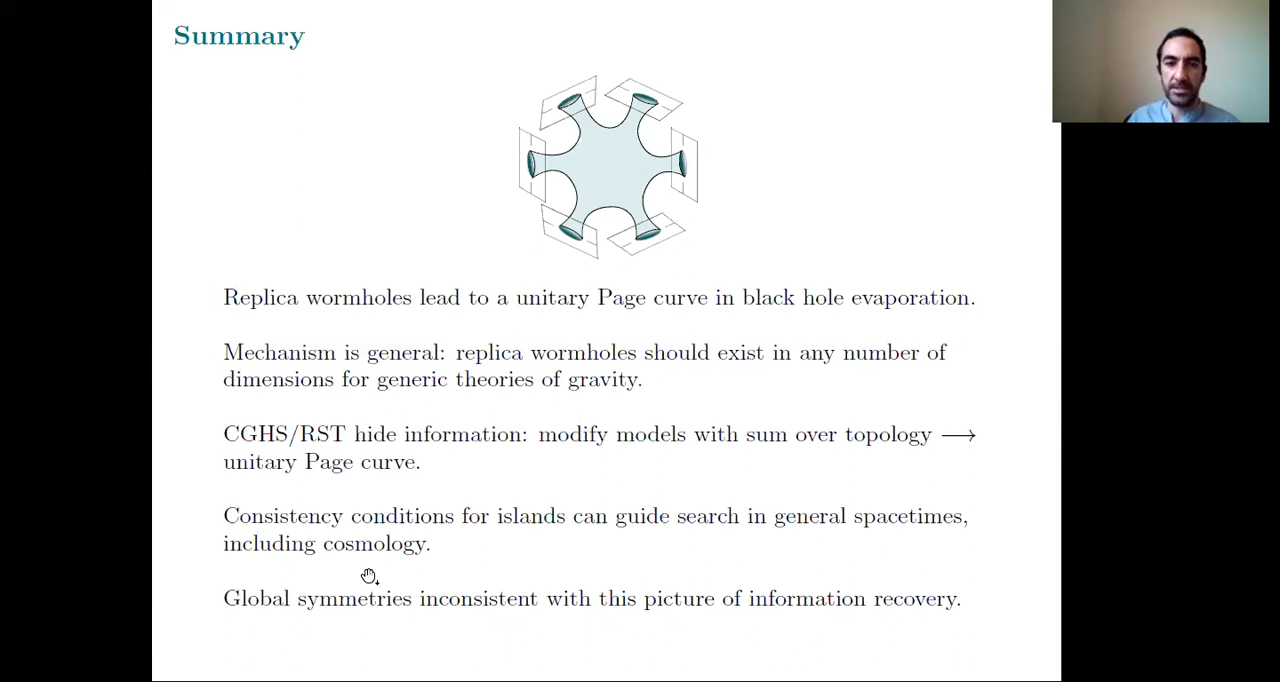 Summary
Replica wormholes lead to a unitary Page curve in black hole evaporation.
Mechanism is general: replica wormholes should exist in any number of
dimensions for generic theories of gravity.
CGHS/RST hide information: modify models with sum over topology ⟶
unitary Page curve.
Consistency conditions for islands can guide search in general spacetimes,
including cosmology.
Global symmetries inconsistent with this picture of information recovery.